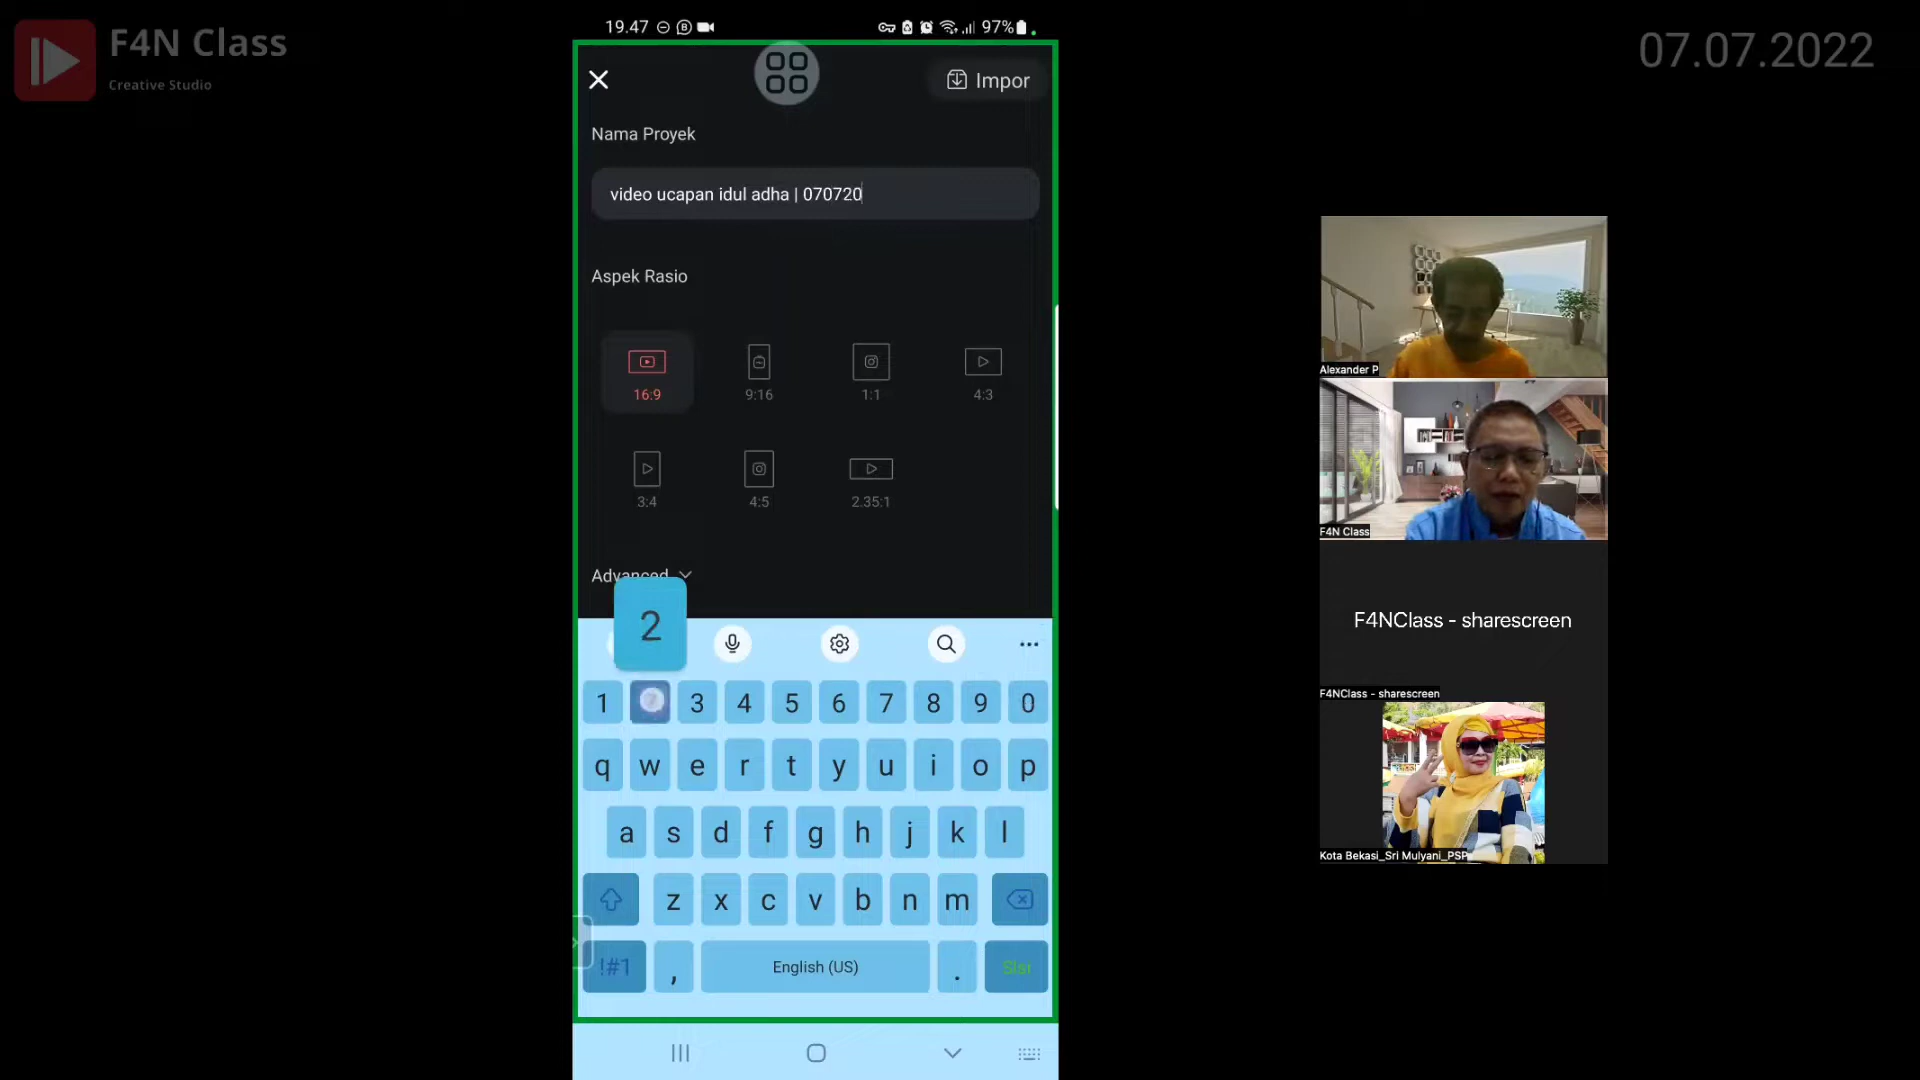 F4N Class
Creative Studio
07.07.2022
19.47
97%
Impor
Nama Proyek
video ucapan idul adha | 070720
Aspek Rasio
16:9
9:16
1:1
4:3
3:4
4:5
2.35:1
Advanced
2
1 3 4 5 6 7 8 9 0
q w e r t y u i o p
a s d f g h j k l
z x c v b n m
!#1 , English (US) .
Alexander P
F4N Class
F4NClass - sharescreen
F4NClass - sharescreen
Kota Bekasi_Sri Mulyani_PSP